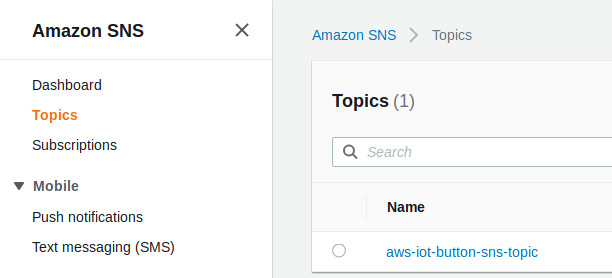 Amazon SNS
Dashboard
Topics
Subscriptions
Mobile
Push notifications
Text messaging (SMS)
Amazon SNS > Topics
Topics (1)
Search
Name
aws-iot-button-sns-topic